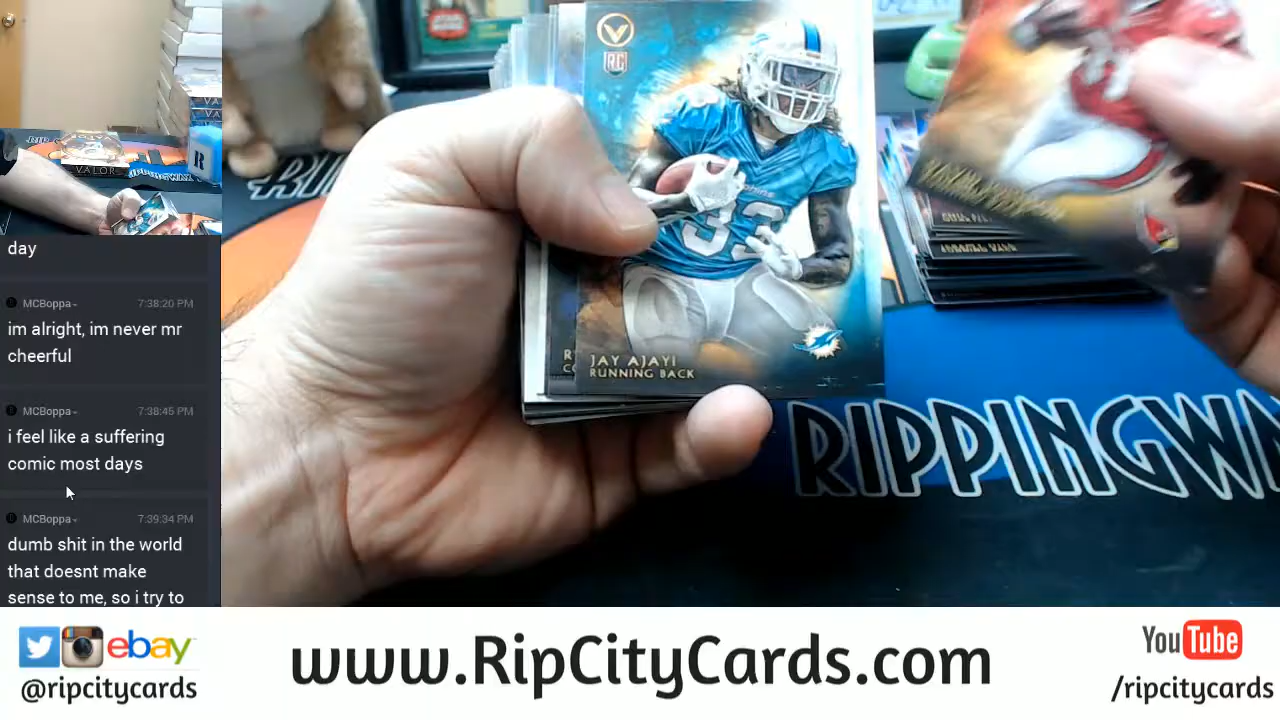 day
MCBoppa
7:38:20 PM
im alright, im never mr
cheerful
MCBoppa
7:38:45 PM
i feel like a suffering
comic most days
MCBoppa
7:39:34 PM
dumb shit in the world
that doesnt make
sense to me, so i try to
VALOR
R
V
RC
33
JAY AJAYI
RUNNING BACK
RIPPINGW
ebay
@ripcitycards
www.RipCityCards.com
YouTube
/ripcitycards